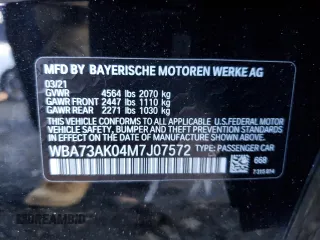 MFD BY BAYERISCHE MOTOREN WERKE AG
03/21
GVWR 4564 lbs 2070 kg
GAWR FRONT 2447 lbs 1110 kg
GAWR REAR 2271 lbs 1030 kg
THIS VEHICLE CONFORMS TO ALL APPLICABLE U.S. FEDERAL MOTOR
VEHICLE SAFETY, BUMPER, AND THEFT PREVENTION STANDARDS
IN EFFECT ON THE DATE OF MANUFACTURE SHOWN ABOVE.
WBA73AK04M7J07572 TYPE: PASSENGER CAR
668